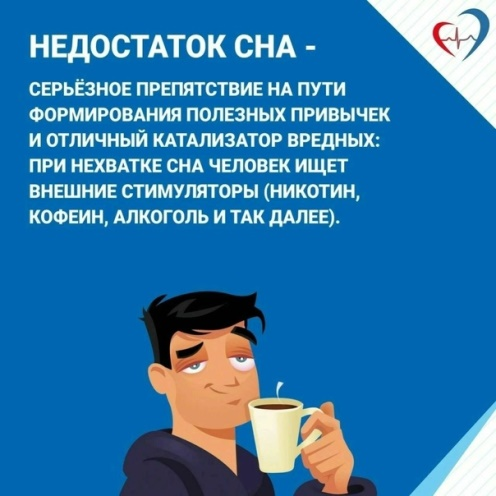 НЕДОСТАТОК СНА -
СЕРЬЁЗНОЕ ПРЕПЯТСТВИЕ НА ПУТИ
ФОРМИРОВАНИЯ ПОЛЕЗНЫХ ПРИВЫЧЕК
И ОТЛИЧНЫЙ КАТАЛИЗАТОР ВРЕДНЫХ:
ПРИ НЕХВАТКЕ СНА ЧЕЛОВЕК ИЩЕТ
ВНЕШНИЕ СТИМУЛЯТОРЫ (НИКОТИН,
КОФЕИН, АЛКОГОЛЬ И ТАК ДАЛЕЕ).